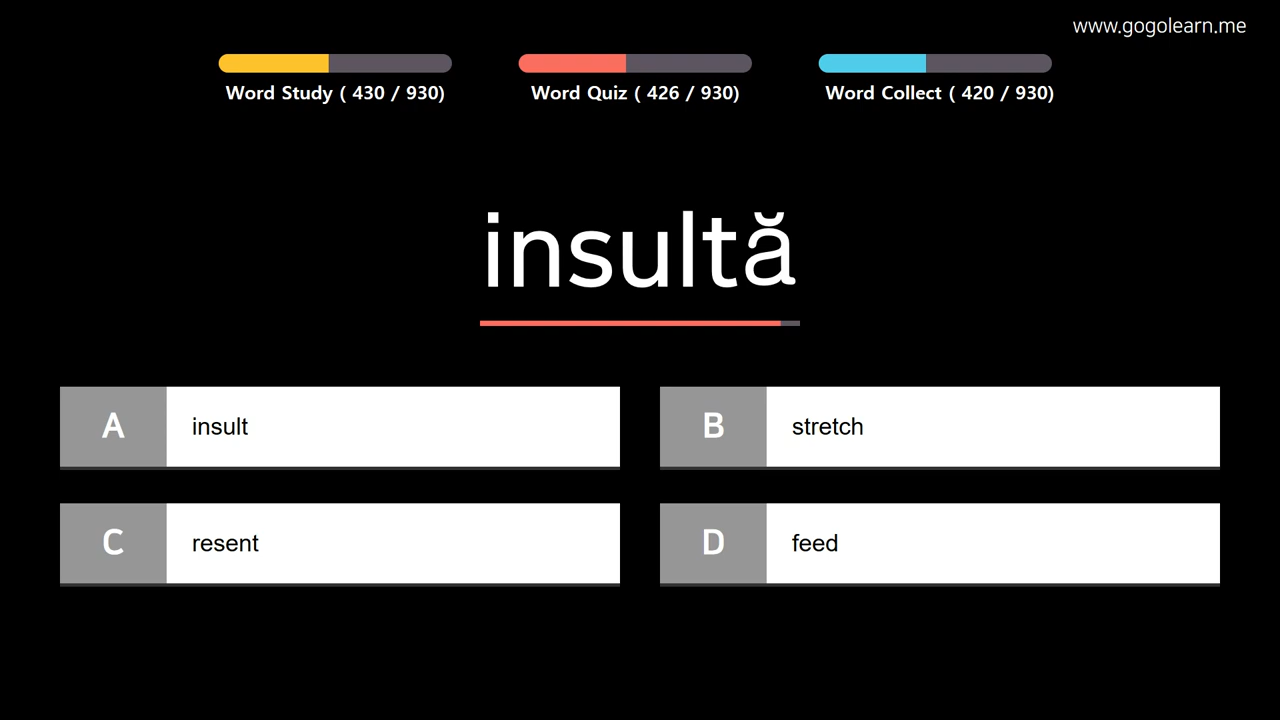 www.gogolearn.me
Word Study ( 430 / 930)
Word Quiz ( 426 / 930)
Word Collect ( 420 / 930)
insultă
A
insult
B
stretch
C
resent
D
feed